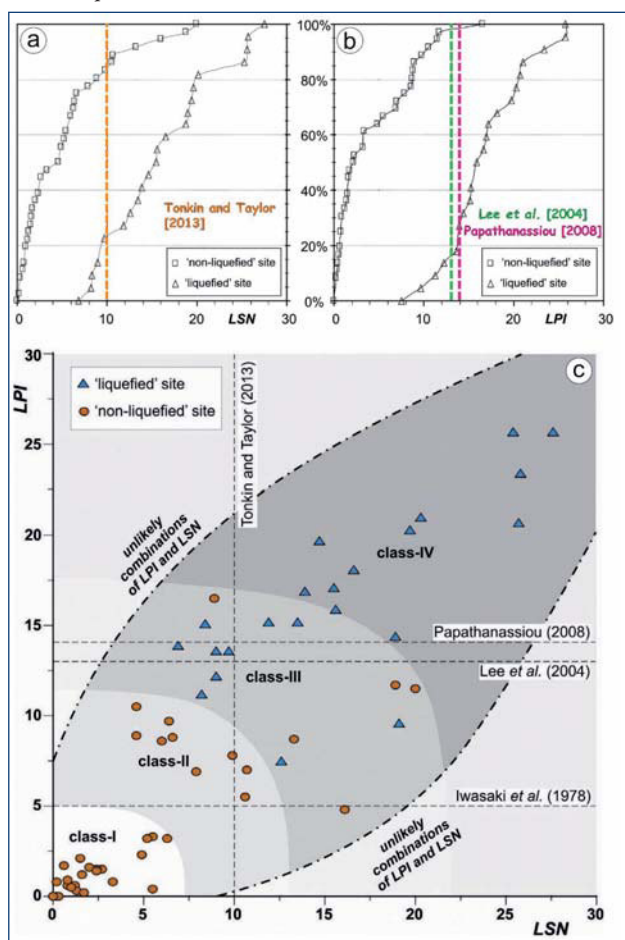 a
b
100%
80%
60%
40%
20%
0%
Tonkin and Taylor
[2013]
Lee et al. [2004]
Papathanassiou [2008]
'non-liquefied' site
'liquefied' site
'non-liquefied' site
'liquefied' site
0
10
20
30
LSN
0
10
20
30
LPI
c
30
25
20
15
10
5
0
LPI
'liquefied' site
'non-liquefied' site
Tonkin and Taylor (2013)
unlikely
combinations
of LPI and LSN
class-IV
Papathanassiou (2008)
class-III
Lee et al. 2004
class-II
Iwasaki et al. (1978)
class-I
unlikely
combinations
of LPI and LSN
0
5
10
15
20
25
30
LSN